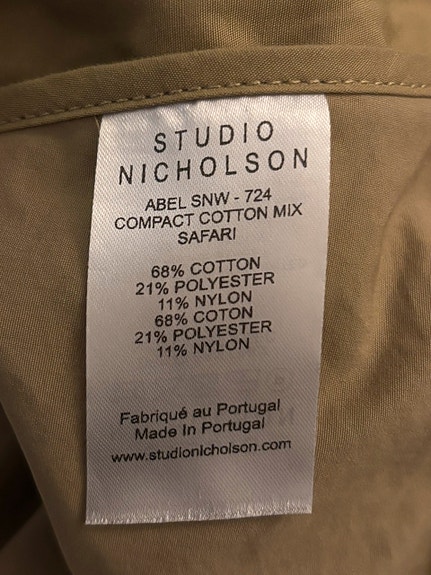 STUDIO
NICHOLSON
ABEL SNW - 724
COMPACT COTTON MIX
SAFARI
68% COTTON
21% POLYESTER
11% NYLON
68% COTON
21% POLYESTER
11% NYLON
Fabriqué au Portugal
Made In Portugal
www.studionicholson.com